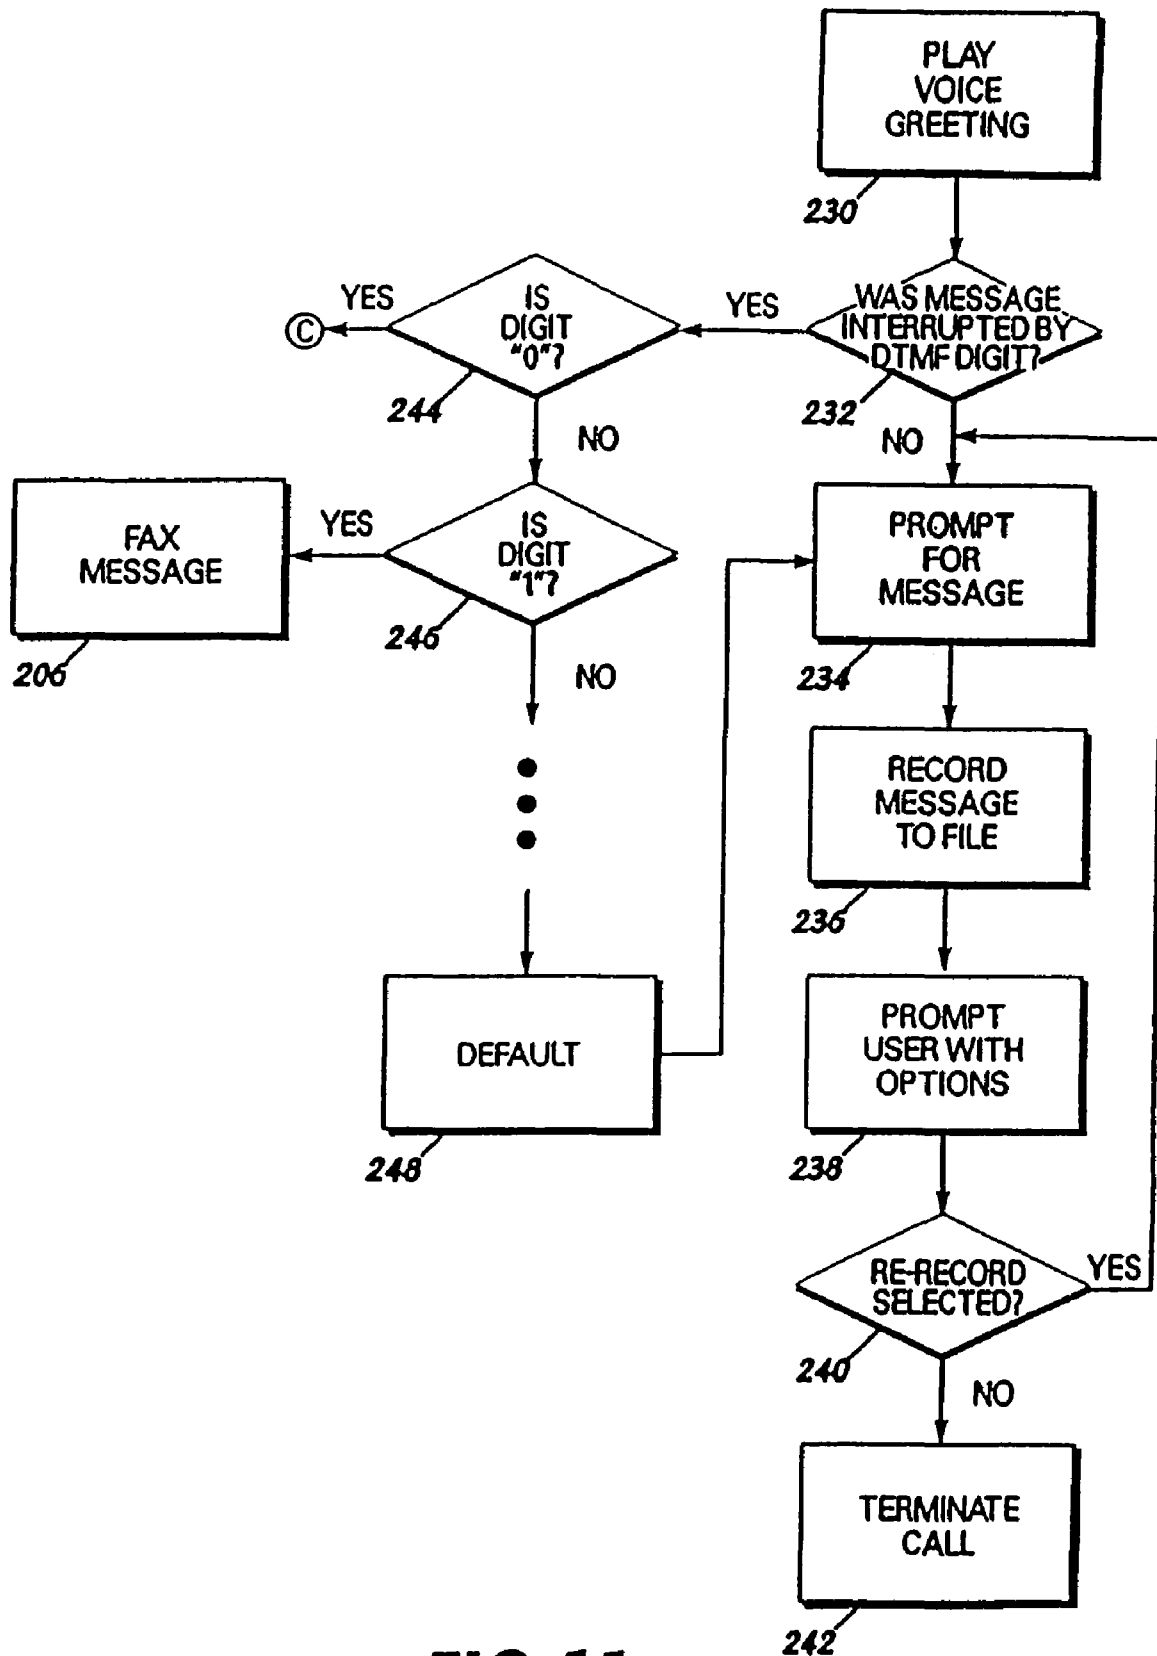 PLAY
VOICE
GREETING
230
WAS MESSAGE
INTERRUPTED BY
DTMF DIGIT?
232
YES
NO
IS
DIGIT
"0"?
244
YES
C
NO
IS
DIGIT
"1"?
246
YES
FAX
MESSAGE
206
NO
DEFAULT
248
PROMPT
FOR
MESSAGE
234
RECORD
MESSAGE
TO FILE
236
PROMPT
USER WITH
OPTIONS
238
RE-RECORD
SELECTED?
240
YES
NO
TERMINATE
CALL
242